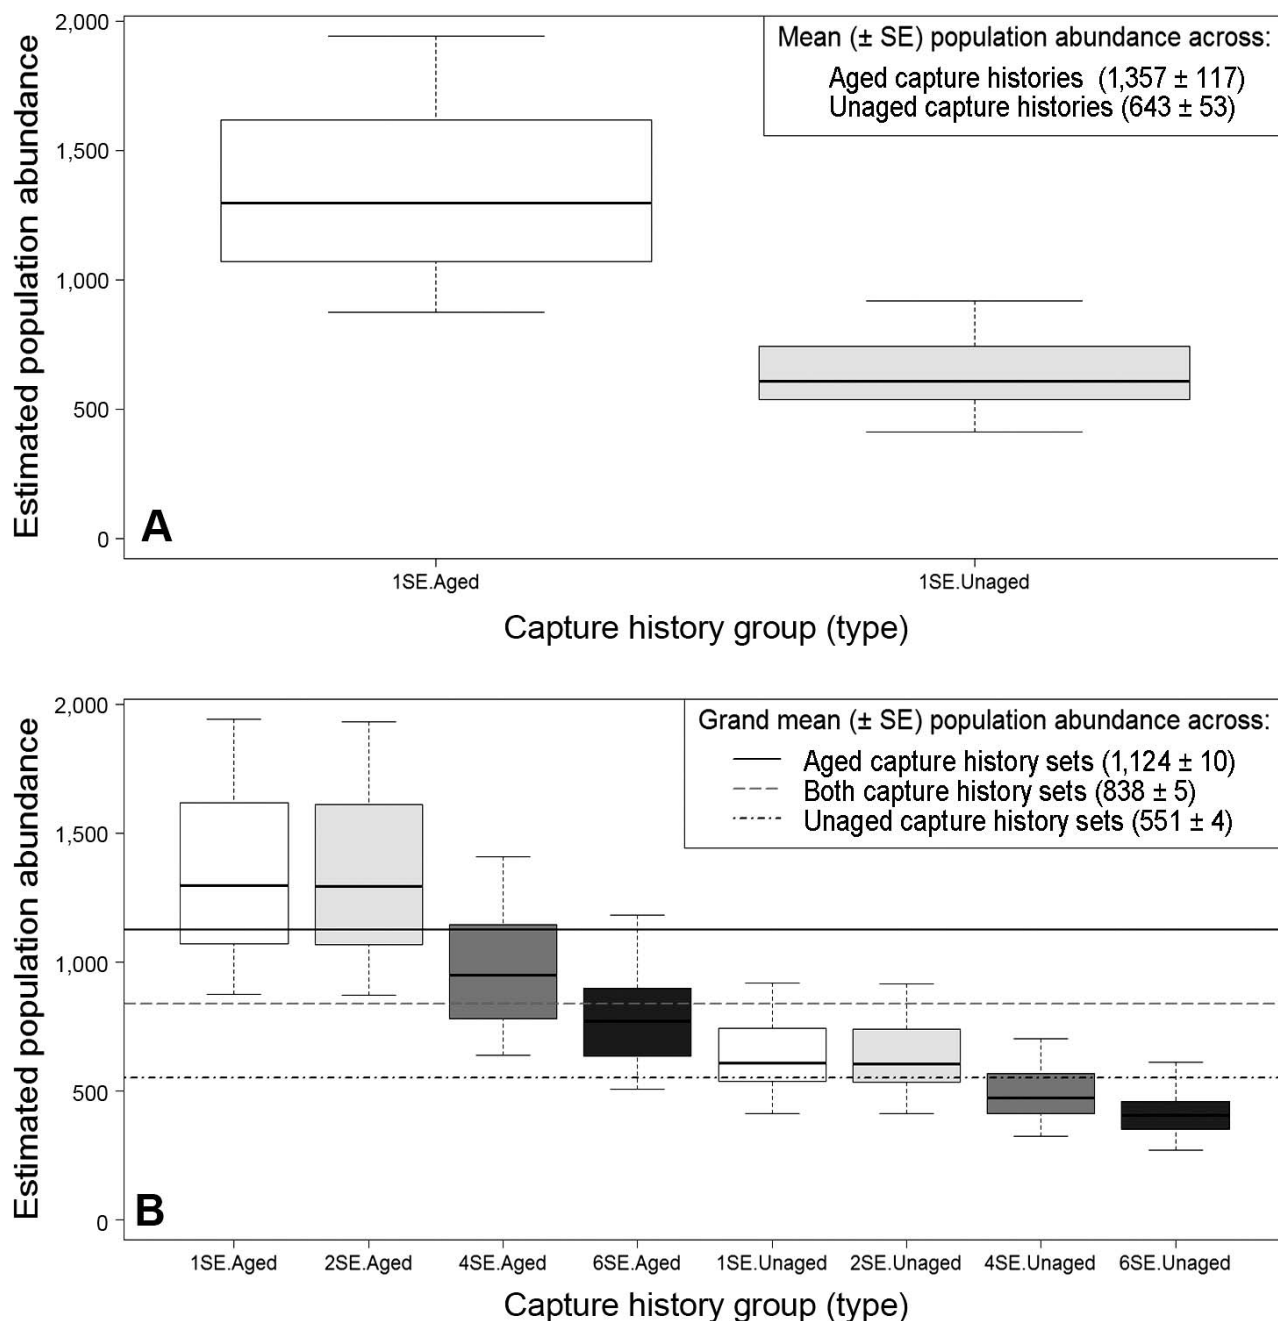 Estimated population abundance
2,000
1,500
1,000
500
0
Mean (± SE) population abundance across:
Aged capture histories (1,357 ± 117)
Unaged capture histories (643 ± 53)
A
1SE.Aged
1SE.Unaged
Capture history group (type)
Estimated population abundance
2,000
1,500
1,000
500
0
Grand mean (± SE) population abundance across:
Aged capture history sets (1,124 ± 10)
Both capture history sets (838 ± 5)
Unaged capture history sets (551 ± 4)
B
1SE.Aged
2SE.Aged
4SE.Aged
6SE.Aged
1SE.Unaged
2SE.Unaged
4SE.Unaged
6SE.Unaged
Capture history group (type)